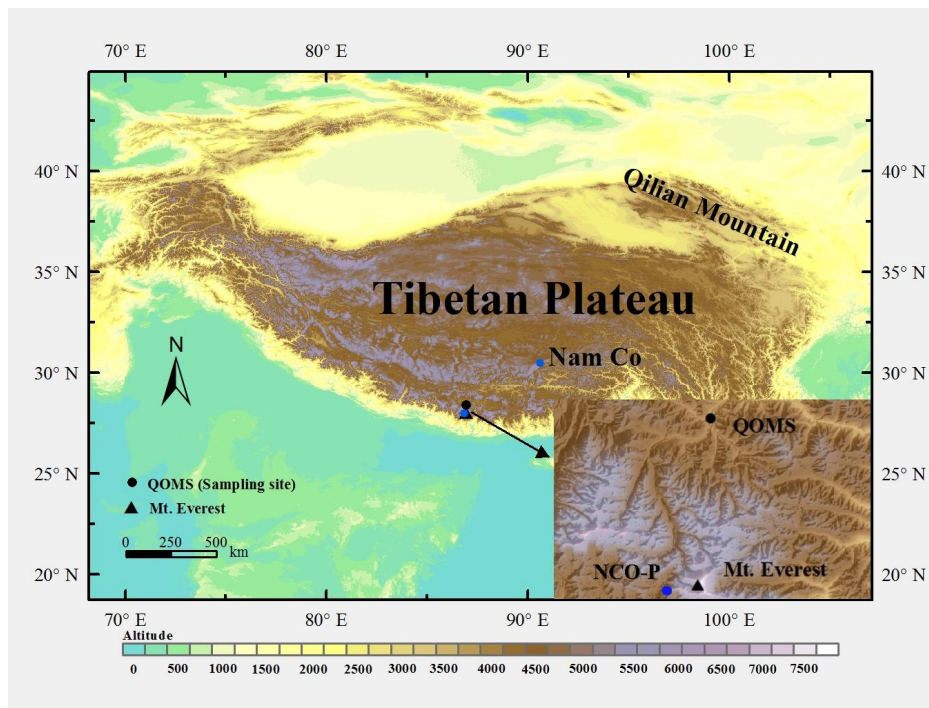 70° E 80° E 90° E 100° E
40° N 40° N
Qilian Mountain
35° N 35° N
Tibetan Plateau
N
Nam Co
30° N 30° N
QOMS
25° N 25° N
QOMS (Sampling site)
Mt. Everest
0 250 500
km
NCO-P
Mt. Everest
20° N 20° N
70° E 80° E 90° E 100° E
Altitude
0 500 1000 1500 2000 2500 3000 3500 4000 4500 5000 5500 6000 6500 7000 7500